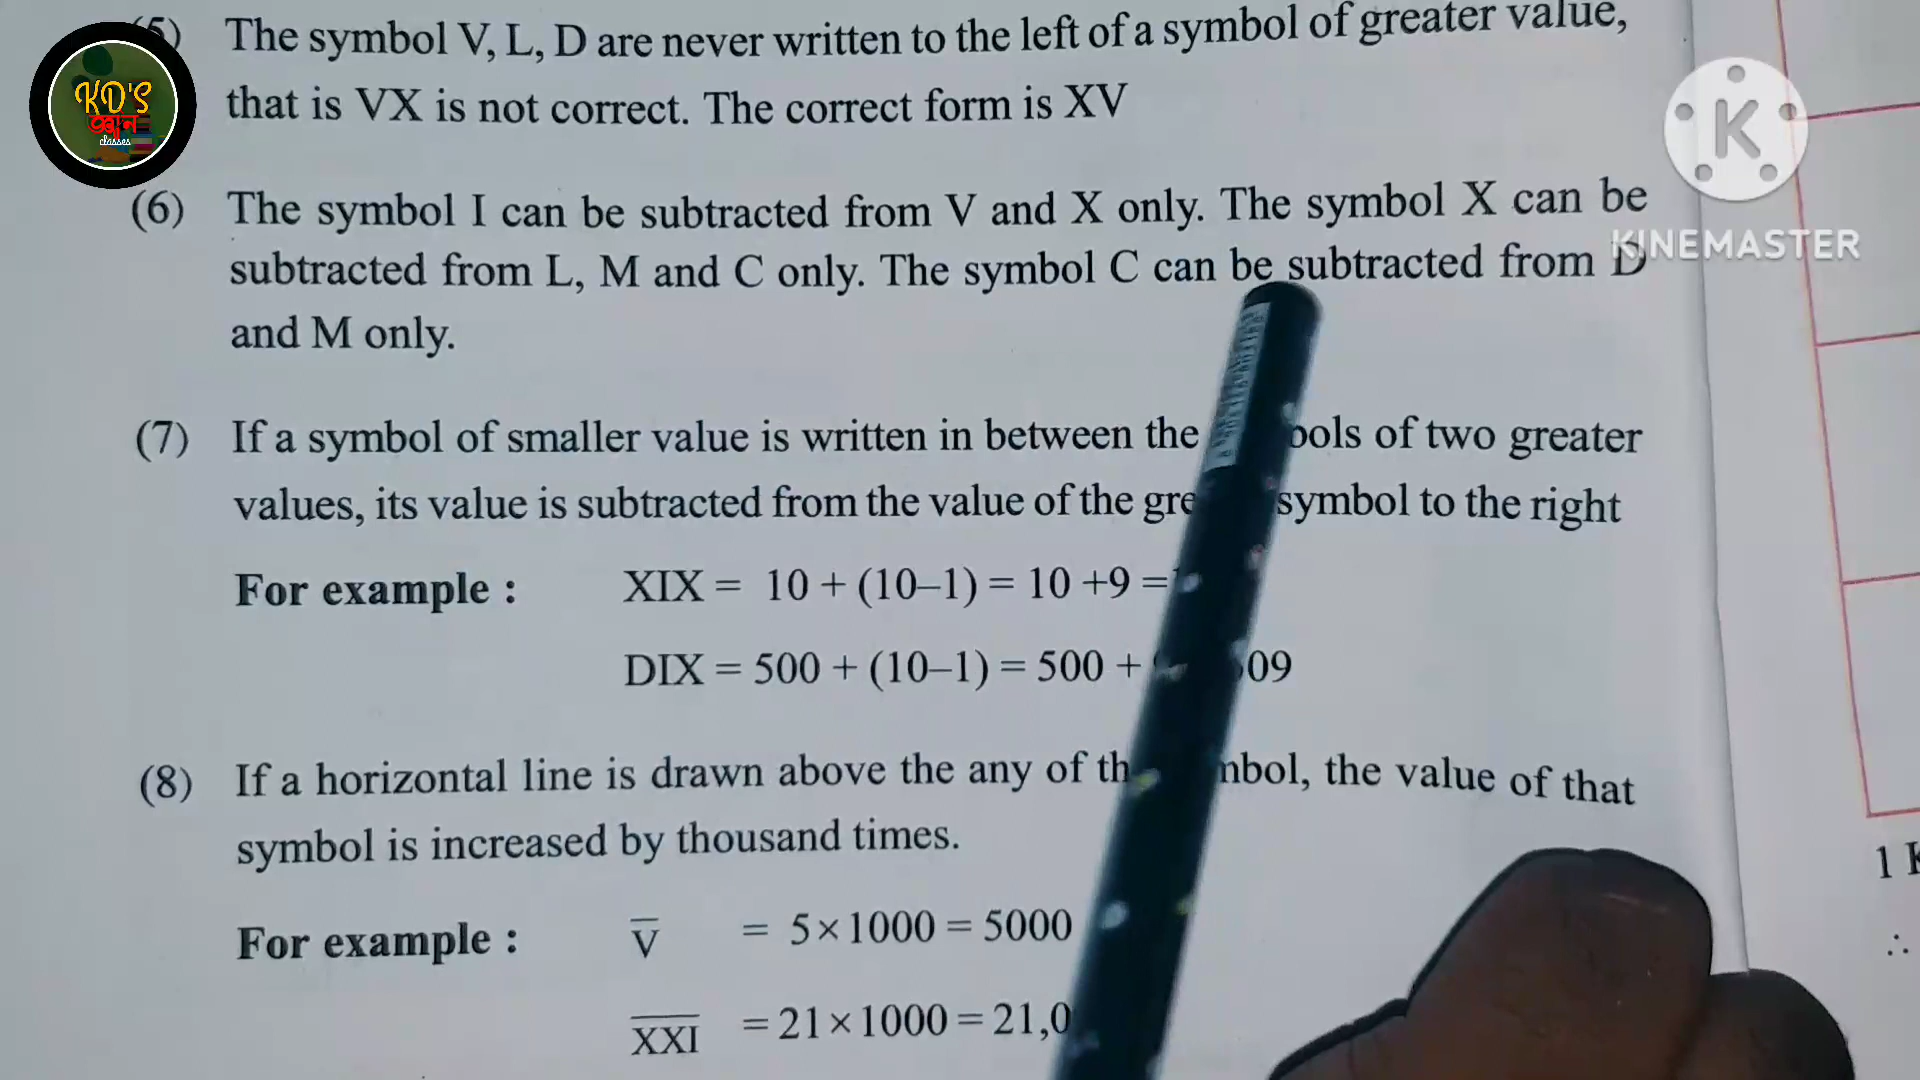 (5) The symbol V, L, D are never written to the left of a symbol of greater value,
that is VX is not correct. The correct form is XV
KD'S
জ্ঞান
classes
(6) The symbol I can be subtracted from V and X only. The symbol X can be
subtracted from L, M and C only. The symbol C can be subtracted from D
and M only.
K
KINEMASTER
(7) If a symbol of smaller value is written in between the bols of two greater
values, its value is subtracted from the value of the gre symbol to the right
For example : XIX = 10 + (10–1) = 10 +9 =
DIX = 500 + (10–1) = 500 + 09
(8) If a horizontal line is drawn above the any of th mbol, the value of that
symbol is increased by thousand times.
For example : V̅ = 5×1000 = 5000
X̅X̅I̅ = 21×1000 = 21,0
1
∴